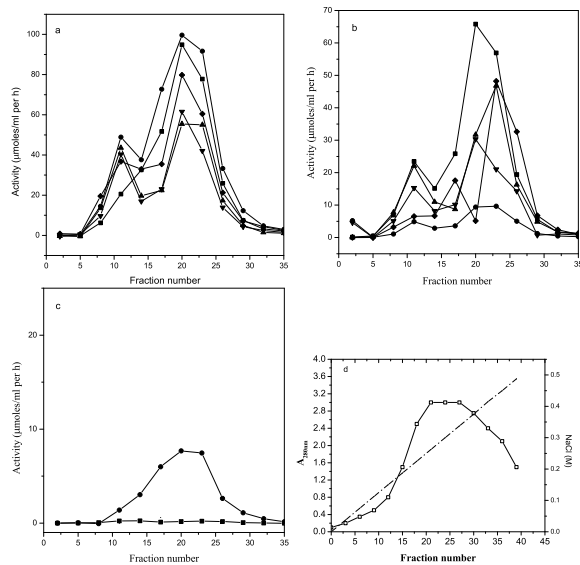 a
Activity (µmoles/ml per h)
100
80
60
40
20
0
0 5 10 15 20 25 30 35
Fraction number
b
Activity (µmoles/ml per h)
70
60
50
40
30
20
10
0
0 5 10 15 20 25 30 35
Fraction number
c
Activity (µmoles/ml per h)
20
10
0
0 5 10 15 20 25 30 35
Fraction number
d
A280nm
4.0
3.6
3.2
2.8
2.4
2.0
1.6
1.2
0.8
0.4
0.0
0 5 10 15 20 25 30 35 40 45
Fraction number
0.5
0.4
0.3
0.2
0.1
0.0
NaCl (M)